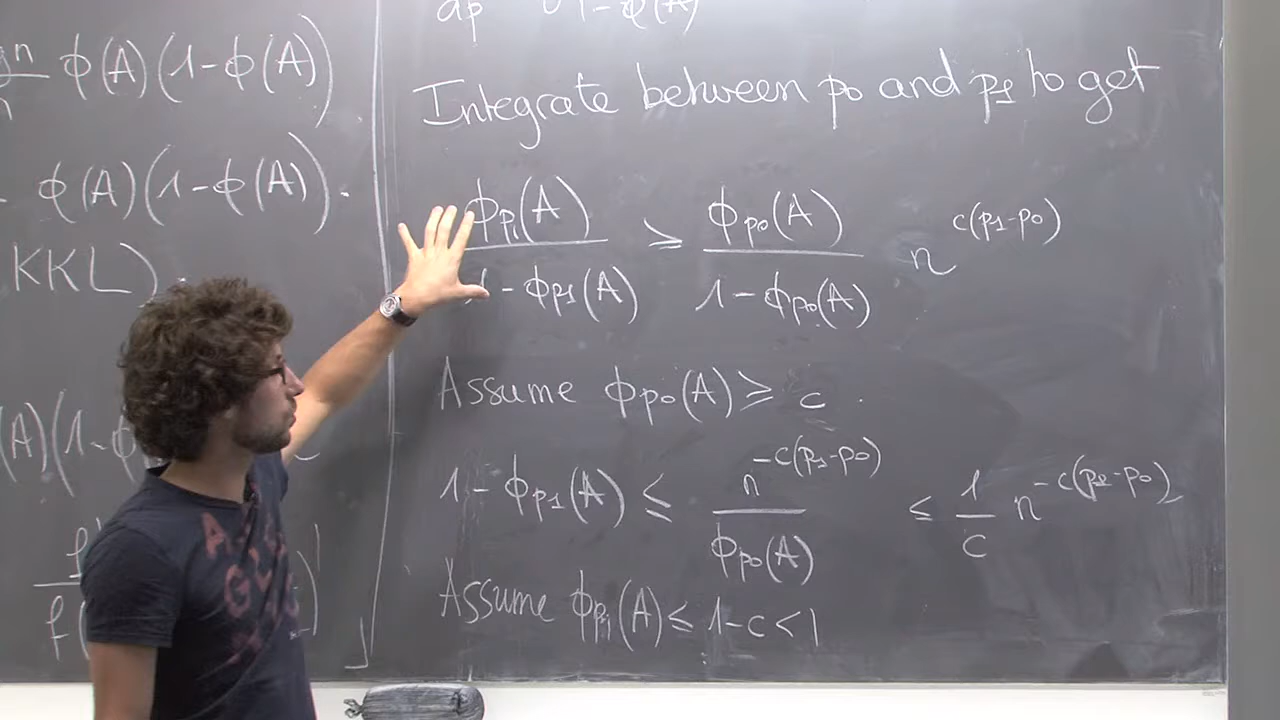 ϕ(A)(1-ϕ(A))
ϕ(A)(1-ϕ(A)).
KKL).
(A)(1-ϕ
Integrate between p0 and p1 to get
ϕp1(A)/1-ϕp1(A) ≥ ϕp0(A)/1-ϕp0(A) n^c(p1-p0)
Assume ϕp0(A) ≥ c.
1-ϕp1(A) ≤ n^-c(p1-p0)/ϕp0(A) ≤ 1/c n^-c(p1-p0)
Assume ϕp1(A) ≤ 1-c < 1